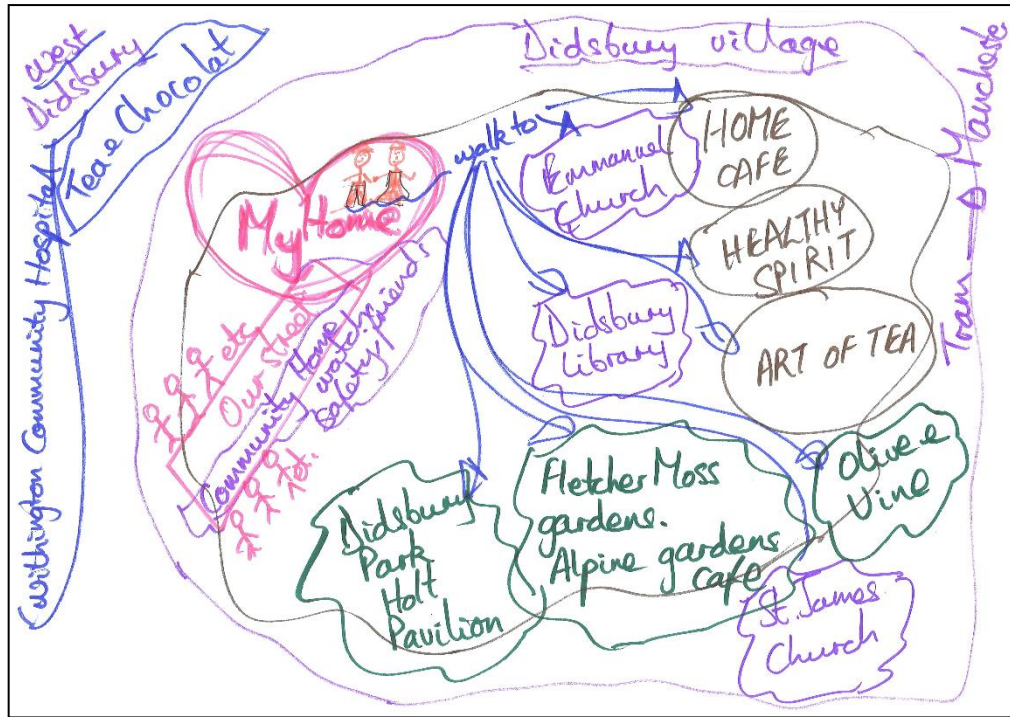 West
Didsbury
Tea e Chocolat
Withington Community Hospital
Didsbury village
Tram → Manchester
My Home
walk to
Emmanuel
Church
HOME
CAFE
HEALTHY
SPIRIT
ART OF TEA
Didsbury
library
etc
Our street
Community Home
watch friends
safety/
etc.
Didsbury
Park
Holt
Pavilion
Fletcher Moss
gardens.
Alpine gardens
cafe
Olive e
Vine
St. James
Church